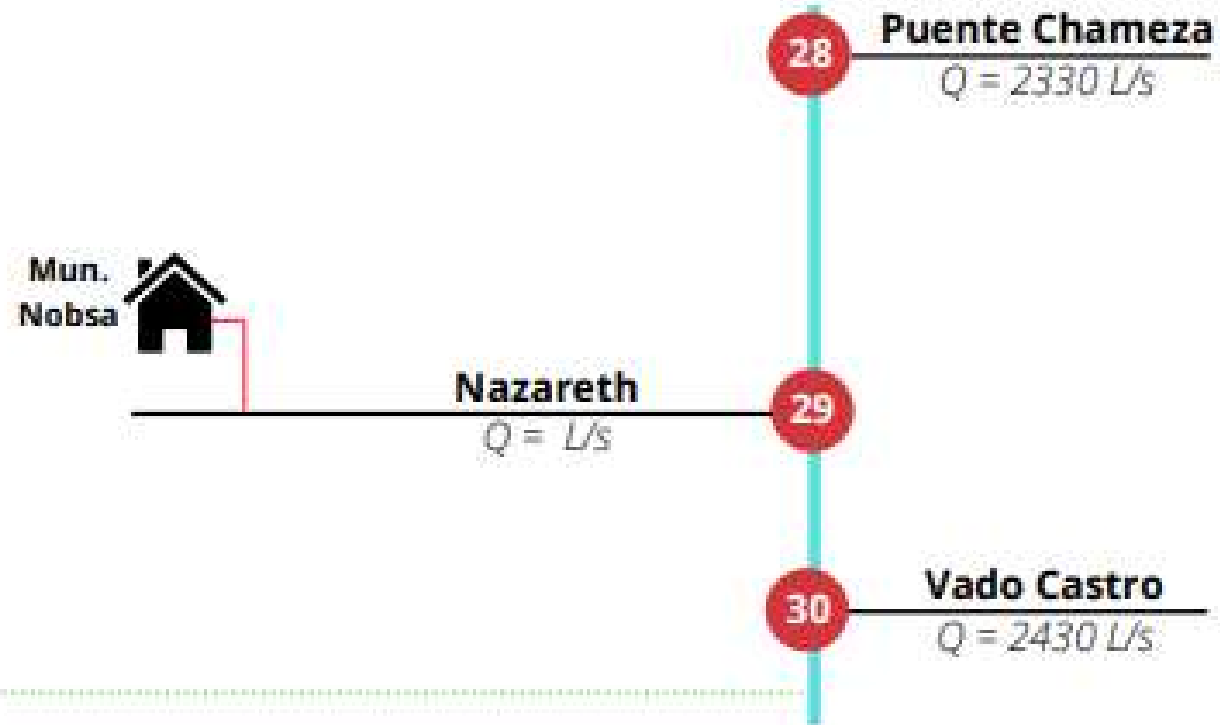 28
Puente Chameza
Q = 2330 L/s
Mun.
Nobsa
Nazareth
29
Q = L/s
30
Vado Castro
Q = 2430 L/s